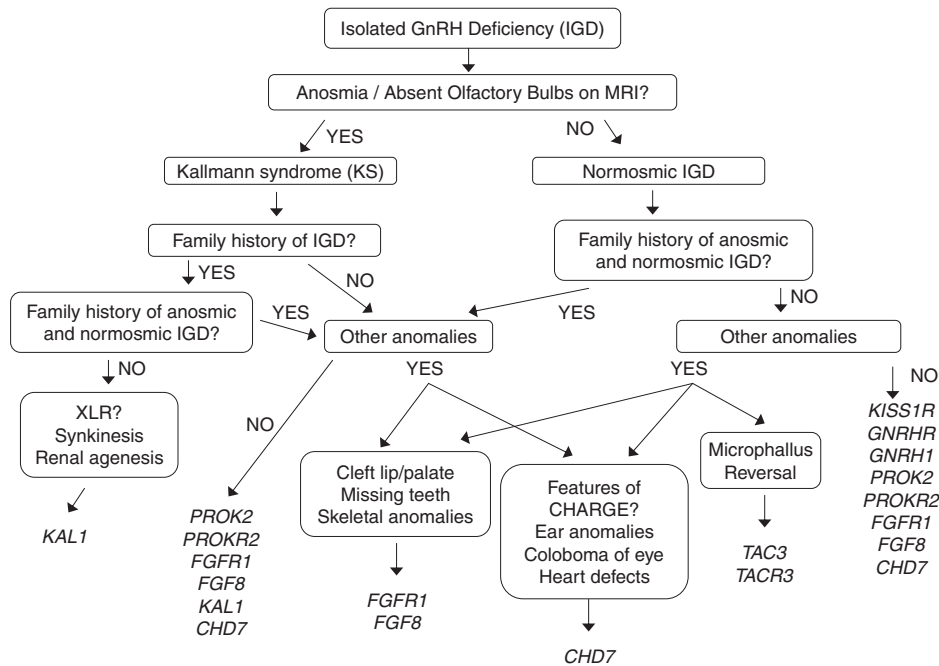 Isolated GnRH Deficiency (IGD)
Anosmia / Absent Olfactory Bulbs on MRI?
YES
NO
Kallmann syndrome (KS)
Normosmic IGD
Family history of IGD?
Family history of anosmic
and normosmic IGD?
YES
NO
YES
NO
Family history of anosmic
and normosmic IGD?
YES
Other anomalies
Other anomalies
NO
YES
YES
NO
XLR?
Synkinesis
Renal agenesis
NO
Cleft lip/palate
Missing teeth
Skeletal anomalies
Features of
CHARGE?
Ear anomalies
Coloboma of eye
Heart defects
Microphallus
Reversal
KISS1R
GNRHR
GNRH1
PROK2
PROKR2
FGFR1
FGF8
CHD7
KAL1
PROK2
PROKR2
FGFR1
FGF8
KAL1
CHD7
FGFR1
FGF8
CHD7
TAC3
TACR3